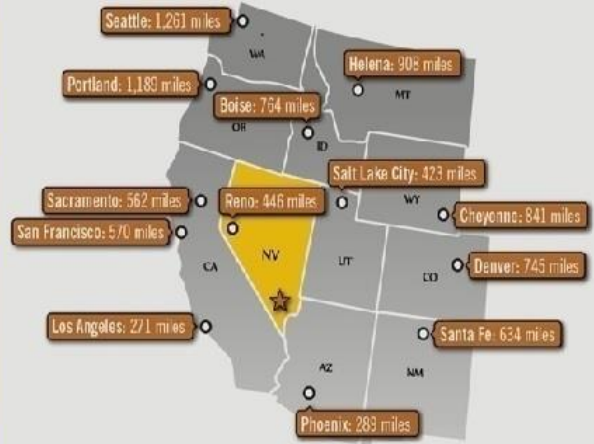 Seattle: 1,261 miles
WA
Helena: 908 miles
Portland: 1,189 miles
MT
Boise: 764 miles
OR
ID
Salt Lake City: 423 miles
Sacramento: 562 miles
Reno: 446 miles
WY
Cheyenne: 841 miles
San Francisco: 570 miles
NV
UT
CA
CO
Denver: 745 miles
Los Angeles: 271 miles
Santa Fe: 634 miles
AZ
NM
Phoenix: 289 miles